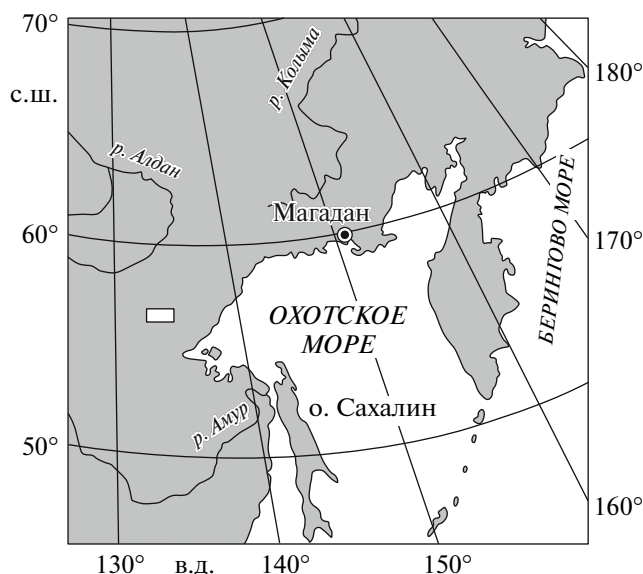 70°
с.ш.
р. Колыма
180°
р. Алдан
Магадан
60°
170°
БЕРИНГОВО МОРЕ
ОХОТСКОЕ
МОРЕ
о. Сахалин
р. Амур
50°
160°
130°
в.д.
140°
150°